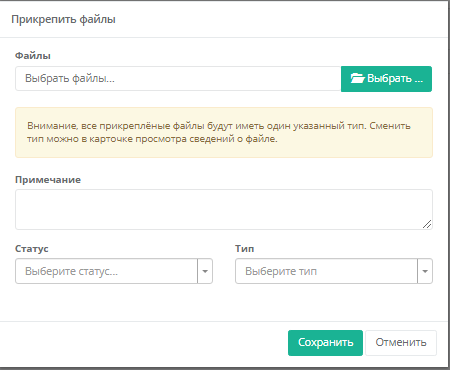 Прикрепить файлы
Файлы
Выбрать файлы...
Выбрать ...
Внимание, все прикреплёные файлы будут иметь один указанный тип. Сменить
тип можно в карточке просмотра сведений о файле.
Примечание
Статус
Тип
Выберите статус...
Выберите тип
Сохранить
Отменить